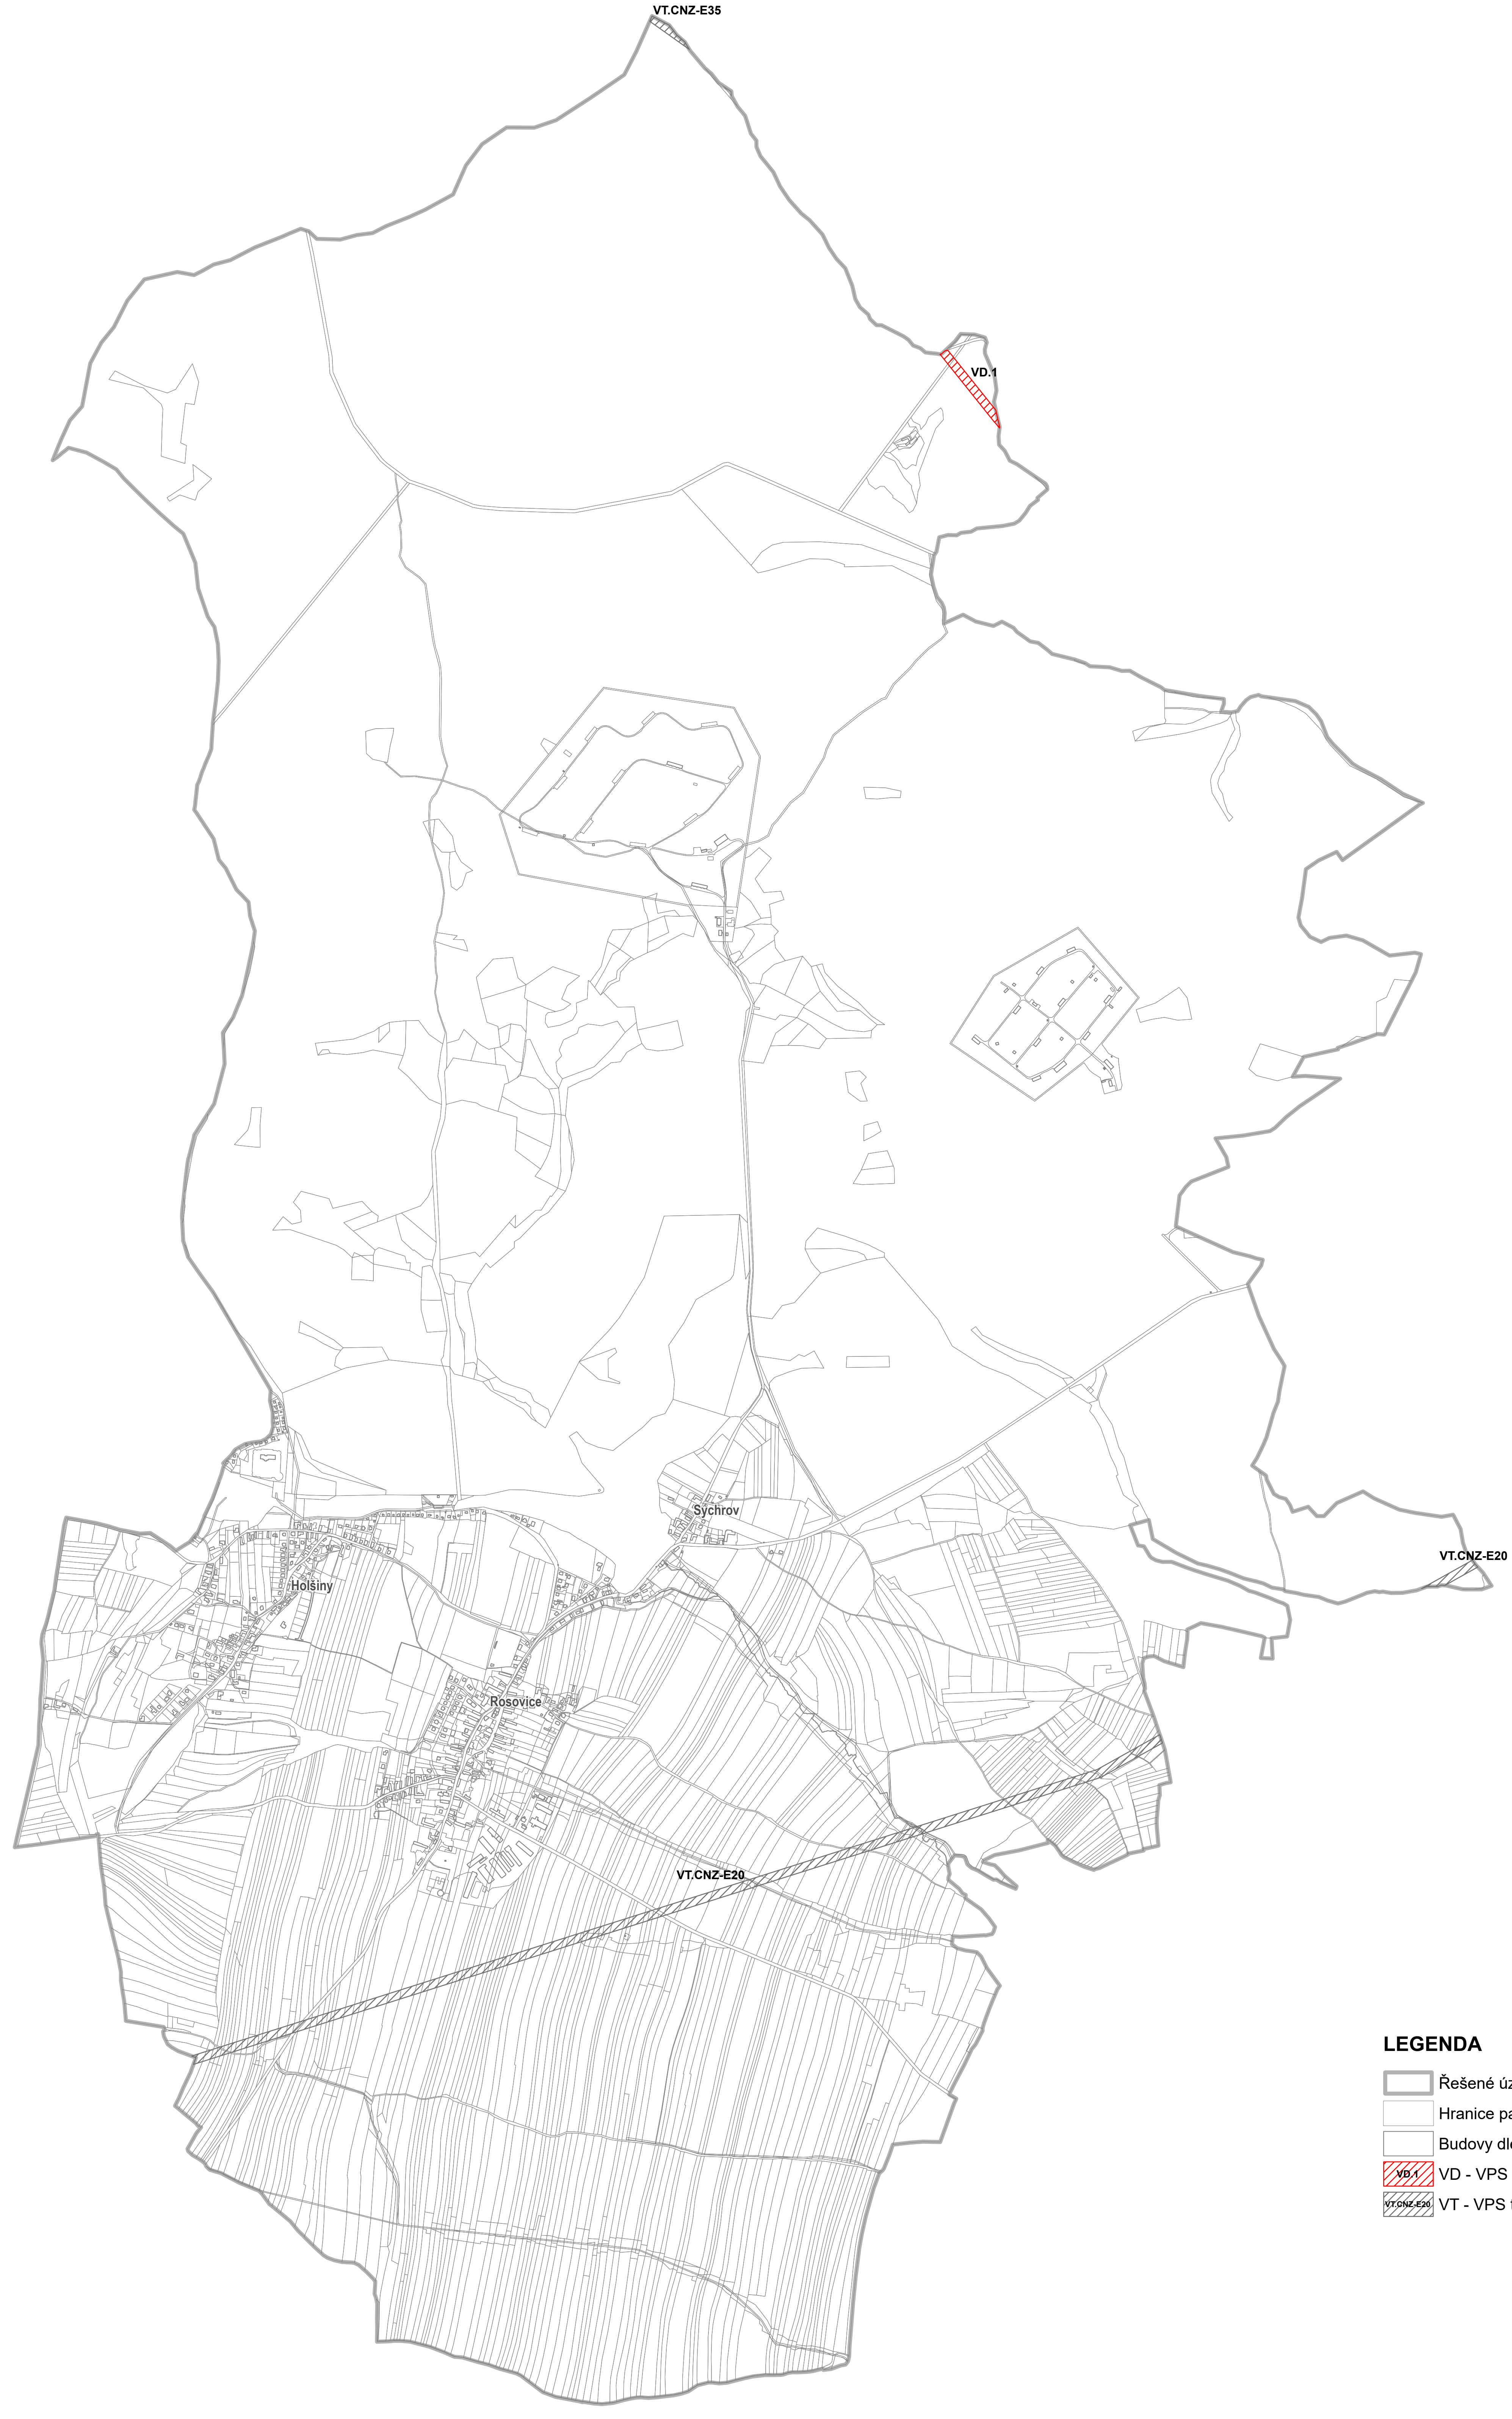 VT.CNZ-E35
VD.1
Sychrov
VT.CNZ-E20
Holšiny
Rosovice
VT.CNZ-E20
LEGENDA
Řešené úz
Hranice pa
Budovy dle
VD.1 VD - VPS
VT.CNZ-E20 VT - VPS t